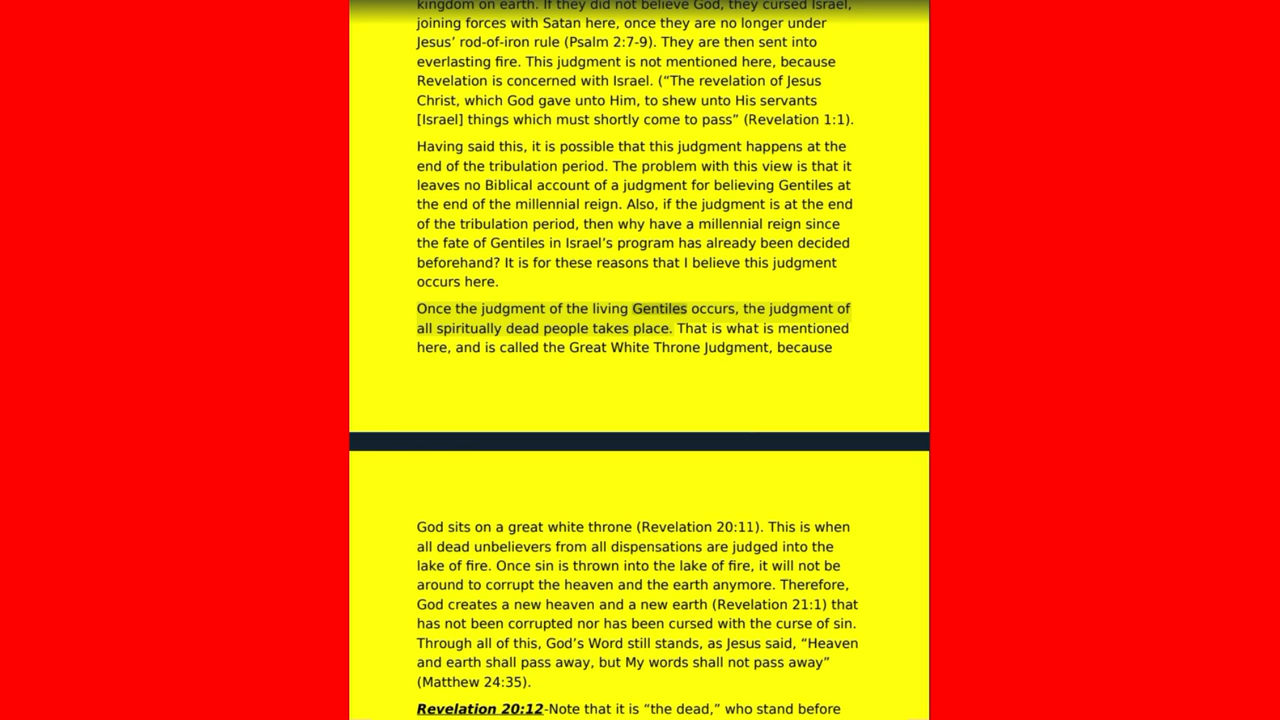 kingdom on earth. If they did not believe God, they cursed Israel,
joining forces with Satan here, once they are no longer under
Jesus’ rod-of-iron rule (Psalm 2:7-9). They are then sent into
everlasting fire. This judgment is not mentioned here, because
Revelation is concerned with Israel. (“The revelation of Jesus
Christ, which God gave unto Him, to shew unto His servants
[Israel] things which must shortly come to pass” (Revelation 1:1).
Having said this, it is possible that this judgment happens at the
end of the tribulation period. The problem with this view is that it
leaves no Biblical account of a judgment for believing Gentiles at
the end of the millennial reign. Also, if the judgment is at the end
of the tribulation period, then why have a millennial reign since
the fate of Gentiles in Israel’s program has already been decided
beforehand? It is for these reasons that I believe this judgment
occurs here.
Once the judgment of the living Gentiles occurs, the judgment of
all spiritually dead people takes place. That is what is mentioned
here, and is called the Great White Throne Judgment, because
God sits on a great white throne (Revelation 20:11). This is when
all dead unbelievers from all dispensations are judged into the
lake of fire. Once sin is thrown into the lake of fire, it will not be
around to corrupt the heaven and the earth anymore. Therefore,
God creates a new heaven and a new earth (Revelation 21:1) that
has not been corrupted nor has been cursed with the curse of sin.
Through all of this, God’s Word still stands, as Jesus said, “Heaven
and earth shall pass away, but My words shall not pass away”
(Matthew 24:35).
Revelation 20:12-Note that it is “the dead,” who stand before